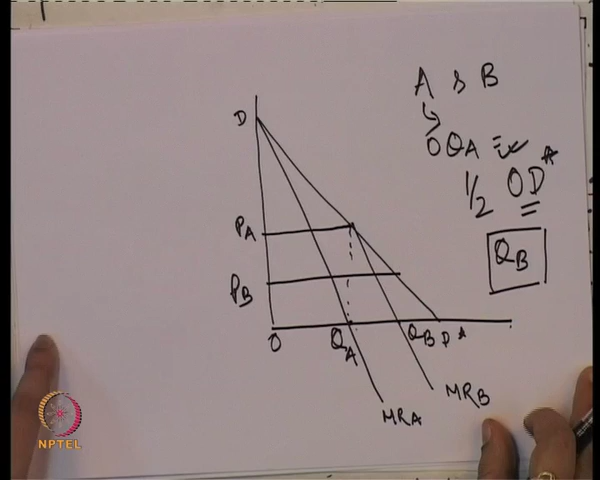 A & B
OQA =
1/2 OD*
QB
D
PA
PB
O
QA
QB
D*
MRA
MRB
NPTEL